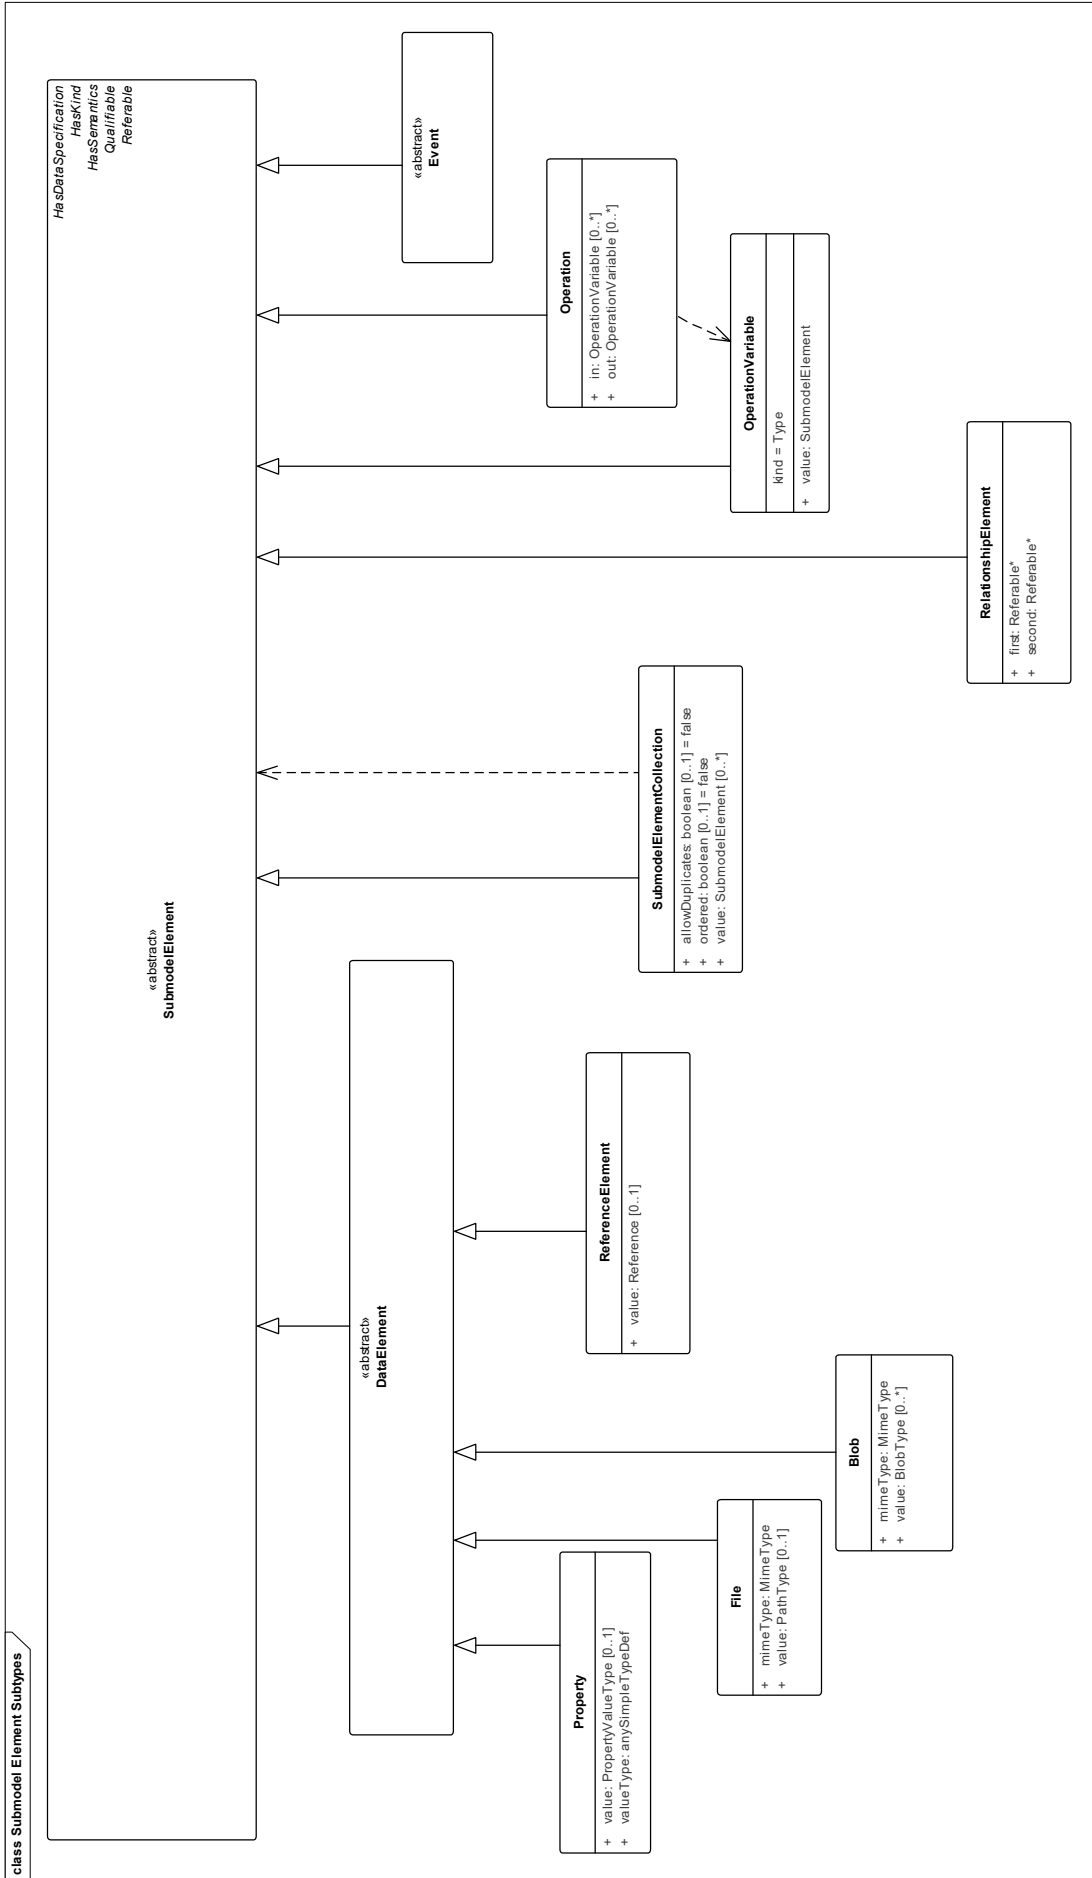 class Submodel Element Subtypes
HasDataSpecification
HasKind
HasSemantics
Qualifiable
Referable
«abstract»
SubmodelElement
«abstract»
DataElement
«abstract»
Event
Property
+ value: PropertyValueType [0..1]
+ valueType: anySimpleTypeDef
File
+ mimeType: MimeType
+ value: PathType [0..1]
Blob
+ mimeType: MimeType
+ value: BlobType [0..*]
ReferenceElement
+ value: Reference [0..1]
SubmodelElementCollection
+ allowDuplicates: boolean [0..1] = false
+ ordered: boolean [0..1] = false
+ value: SubmodelElement [0..*]
RelationshipElement
+ first: Referable*
+ second: Referable*
OperationVariable
kind = Type
+ value: SubmodelElement
Operation
+ in: OperationVariable [0..*]
+ out: OperationVariable [0..*]